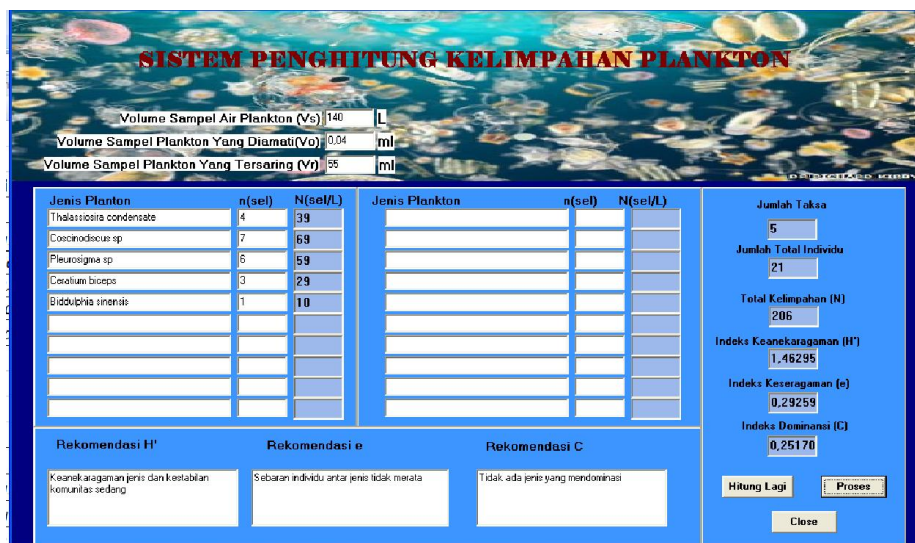 SISTEM PENGHITUNG KELIMPAHAN PLANKTON
Volume Sampel Air Plankton (Vs) 140 L
Volume Sampel Plankton Yang Diamati(Vo) 0,04 ml
Volume Sampel Plankton Yang Tersaring (Vr) 55 ml
Jenis Planton n(sel) N(sel/L) Jenis Plankton n(sel) N(sel/L)
Thalassiosira condensate 4 39
Coscinodiscus sp 7 69
Pleurosigma sp 6 59
Ceratium biceps 3 29
Biddulphia sinensis 1 10
Jumlah Taksa
5
Jumlah Total Individu
21
Total Kelimpahan (N)
206
Indeks Keanekaragaman (H')
1,46295
Indeks Keseragaman (e)
0,29259
Indeks Dominansi (C)
0,25170
Rekomendasi H' Rekomendasi e Rekomendasi C
Keanekaragaman jenis dan kestabilan
komunitas sedang
Sebaran individu antar jenis tidak merata
Tidak ada jenis yang mendominasi
Hitung Lagi Proses
Close